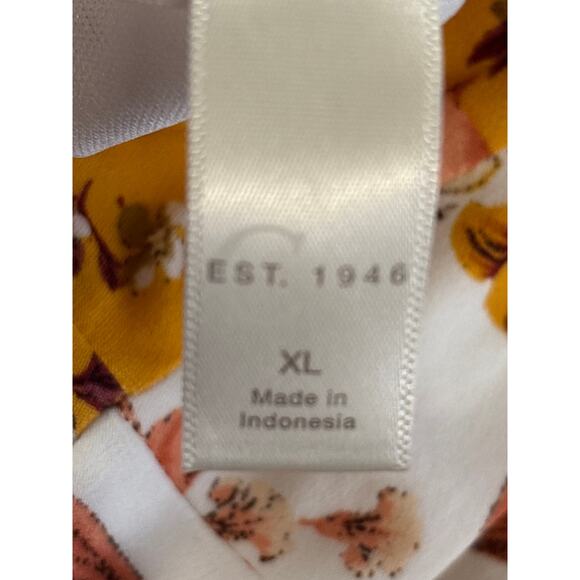 C
EST. 1946
XL
Made in
Indonesia